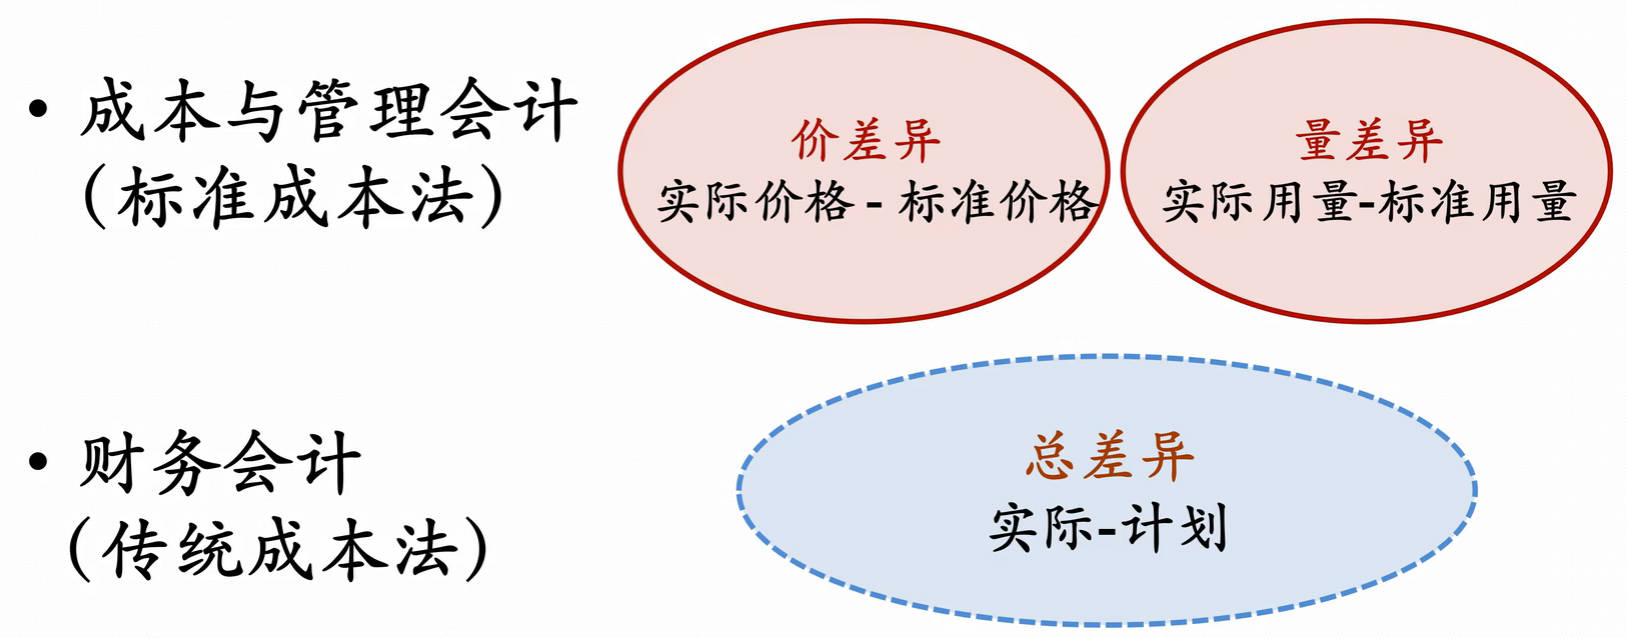 • 成本与管理会计
（标准成本法）
价差异
实际价格 - 标准价格
量差异
实际用量-标准用量
• 财务会计
（传统成本法）
总差异
实际-计划